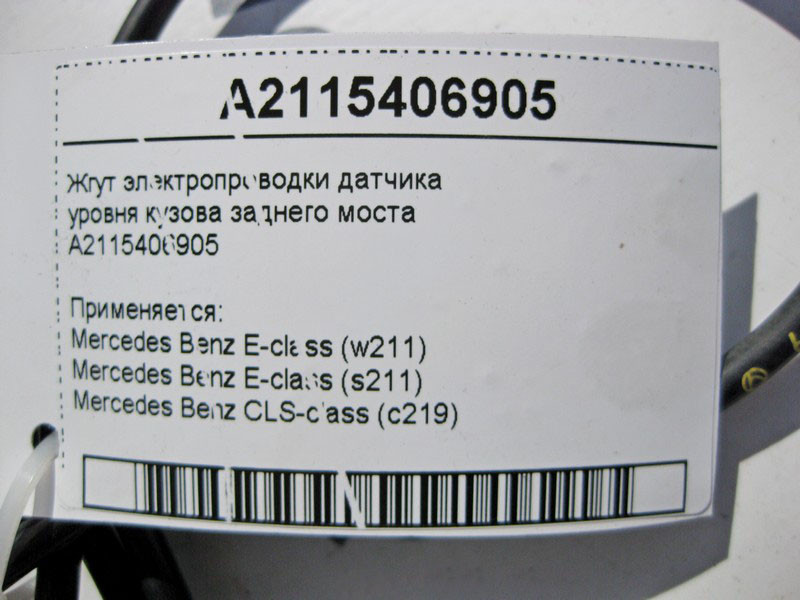 A2115406905
Жгут электропроводки датчика
уровня кузова заднего моста
A2115406905
Применяется:
Mercedes Benz E-class (w211)
Mercedes Benz E-class (s211)
Mercedes Benz CLS-class (c219)